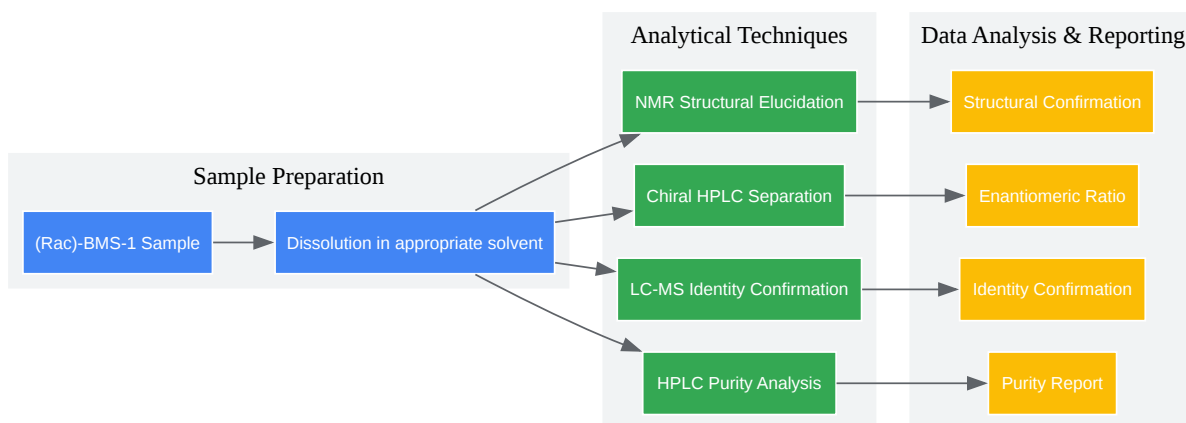 Sample Preparation
(Rac)-BMS-1 Sample
Dissolution in appropriate solvent
Analytical Techniques
NMR Structural Elucidation
Chiral HPLC Separation
LC-MS Identity Confirmation
HPLC Purity Analysis
Data Analysis & Reporting
Structural Confirmation
Enantiomeric Ratio
Identity Confirmation
Purity Report